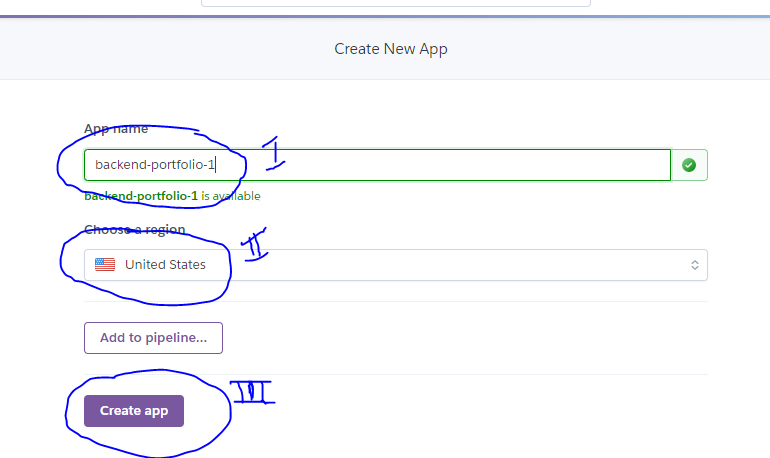 Create New App
App name
backend-portfolio-1
I
backend-portfolio-1 is available
Choose a region
II
United States
Add to pipeline...
III
Create app